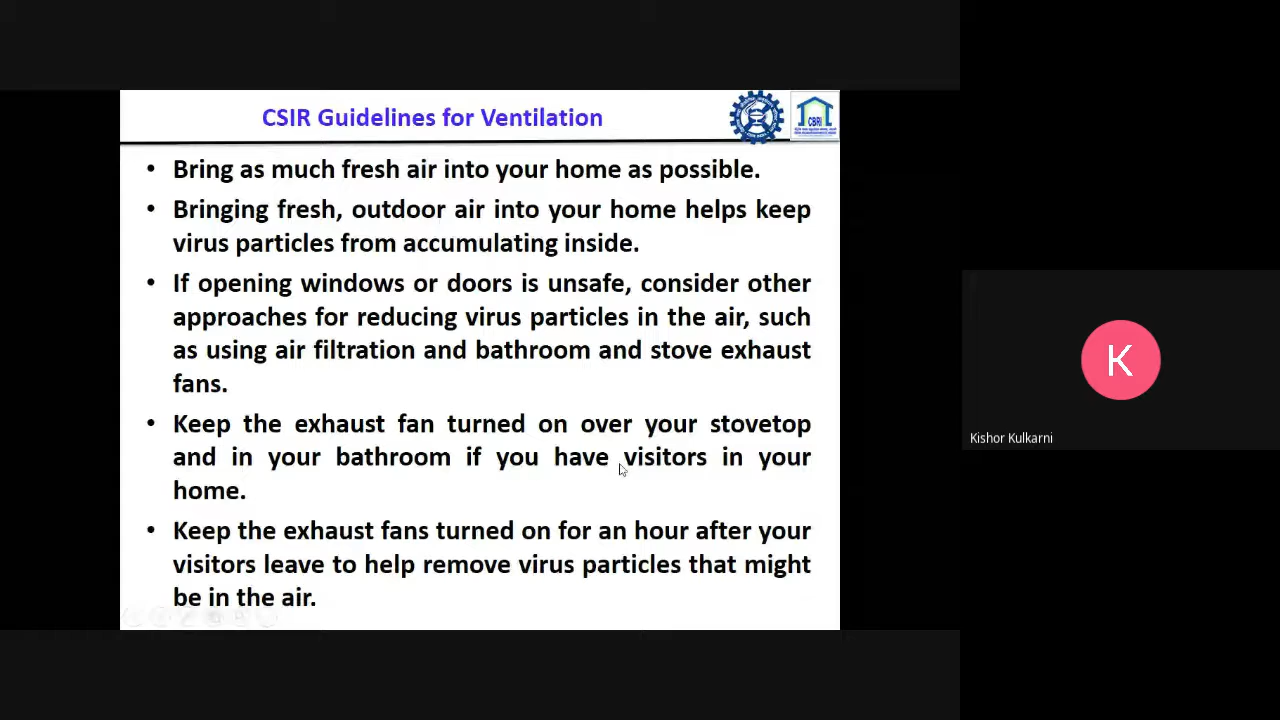 CSIR Guidelines for Ventilation
CBRI
• Bring as much fresh air into your home as possible.
• Bringing fresh, outdoor air into your home helps keep
virus particles from accumulating inside.
• If opening windows or doors is unsafe, consider other
approaches for reducing virus particles in the air, such
as using air filtration and bathroom and stove exhaust
fans.
• Keep the exhaust fan turned on over your stovetop
and in your bathroom if you have visitors in your
home.
• Keep the exhaust fans turned on for an hour after your
visitors leave to help remove virus particles that might
be in the air.
K
Kishor Kulkarni